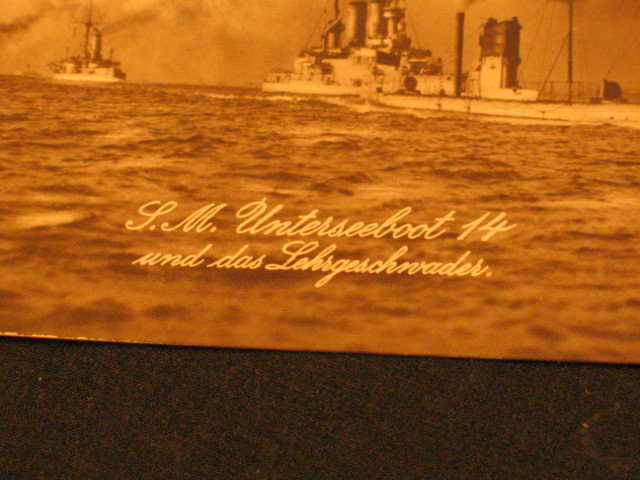 S. M. Unterseeboot 14
und das Lehrgeschwader.